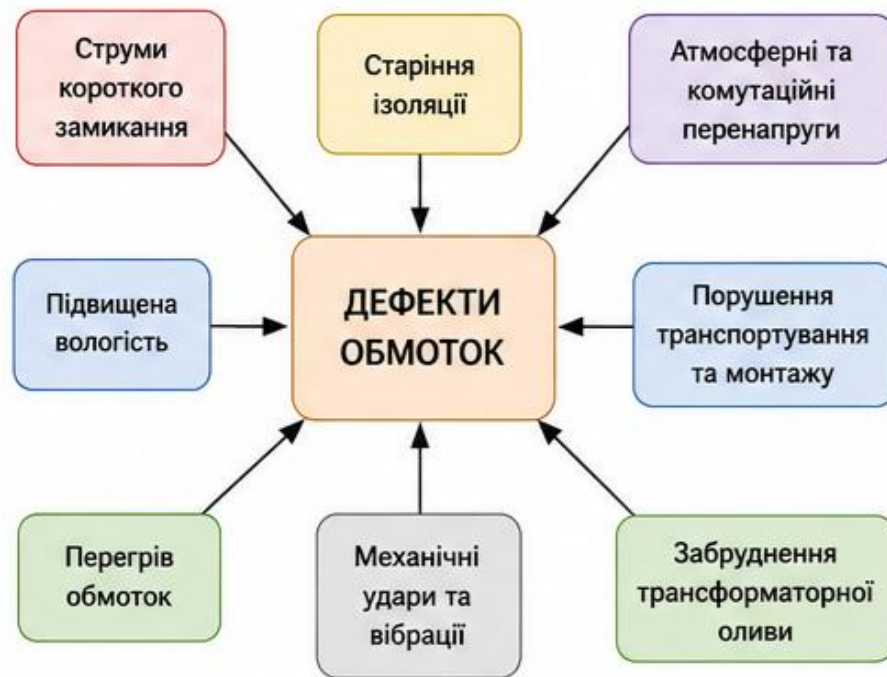 Струми
короткого
замикання
Старіння
ізоляції
Атмосферні та
комутаційні
перенапруги
Підвищена
вологість
ДЕФЕКТИ
ОБМОТОК
Порушення
транспортування
та монтажу
Перегрів
обмоток
Механічні
удари та
вібрації
Забруднення
трансформаторної
оливи